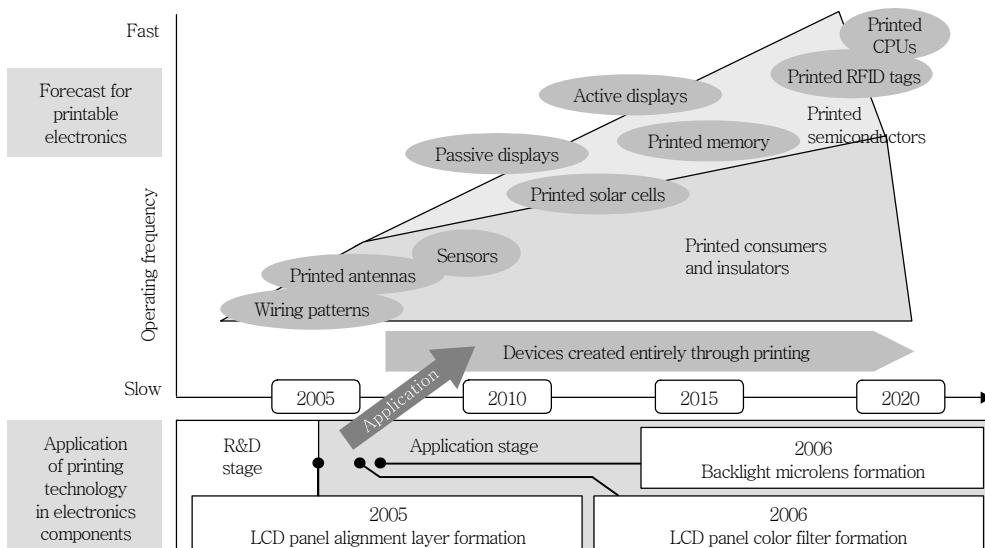 Fast
Forecast for
printable
electronics
Operating frequency
Slow
Printed
CPUs
Printed RFID tags
Active displays
Printed
semiconductors
Printed memory
Passive displays
Printed solar cells
Sensors
Printed consumers
and insulators
Printed antennas
Wiring patterns
Devices created entirely through printing
Application
2005
2010
2015
2020
Application
of printing
technology
in electronics
components
R&D
stage
Application stage
2006
Backlight microlens formation
2005
LCD panel alignment layer formation
2006
LCD panel color filter formation